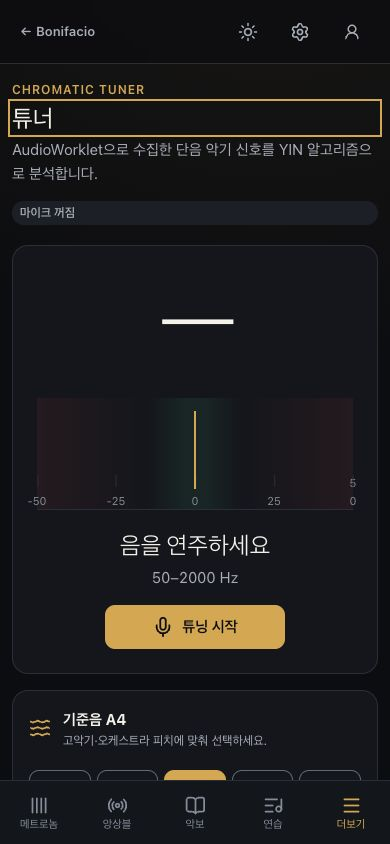 ← Bonifacio
CHROMATIC TUNER
튜너
AudioWorklet으로 수집한 단음 악기 신호를 YIN 알고리즘으
로 분석합니다.
마이크 꺼짐
—
-50 -25 0 25 50
음을 연주하세요
50–2000 Hz
튜닝 시작
기준음 A4
고악기·오케스트라 피치에 맞춰 선택하세요.
메트로놈 앙상블 악보 연습 더보기